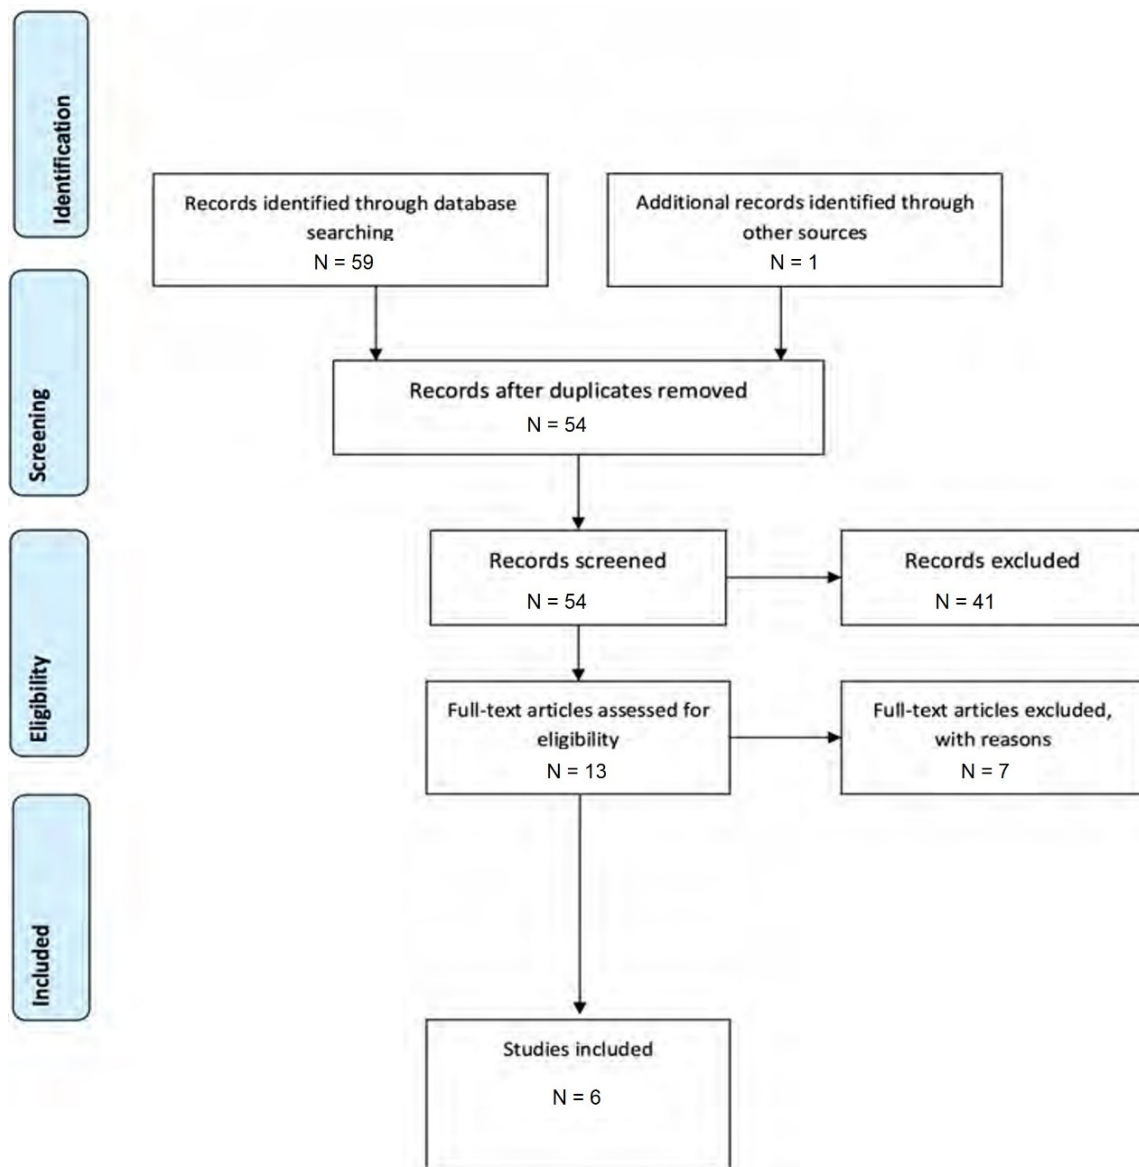 Identification
Records identified through database
searching
N = 59
Additional records identified through
other sources
N = 1
Screening
Records after duplicates removed
N = 54
Records screened
N = 54
Records excluded
N = 41
Eligibility
Full-text articles assessed for
eligibility
N = 13
Full-text articles excluded,
with reasons
N = 7
Included
Studies included
N = 6